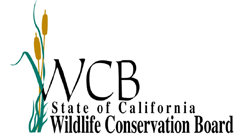 WCB
State of California
Wildlife Conservation Board